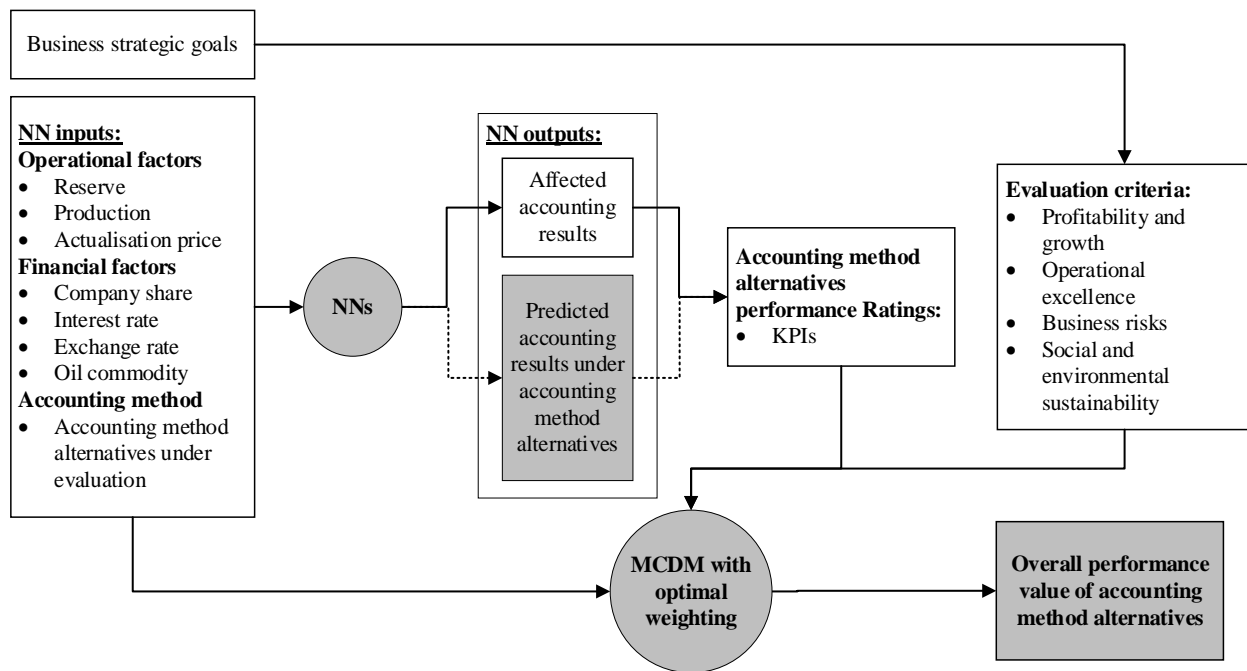 Business strategic goals
NN inputs:
Operational factors
• Reserve
• Production
• Actualisation price
Financial factors
• Company share
• Interest rate
• Exchange rate
• Oil commodity
Accounting method
• Accounting method
alternatives under
evaluation
NNs
NN outputs:
Affected
accounting
results
Predicted
accounting
results under
accounting
method
alternatives
Accounting method
alternatives
performance Ratings:
• KPIs
Evaluation criteria:
• Profitability and
growth
• Operational
excellence
• Business risks
• Social and
environmental
sustainability
MCDM with
optimal
weighting
Overall performance
value of accounting
method alternatives